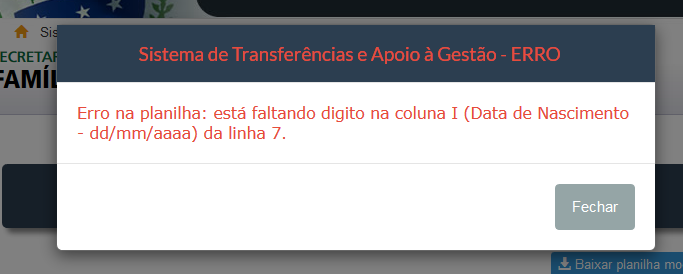 Sis
SECRETAR
FAMÍL
Sistema de Transferências e Apoio à Gestão - ERRO
Erro na planilha: está faltando digito na coluna I (Data de Nascimento
- dd/mm/aaaa) da linha 7.
Fechar
Baixar planilha mo